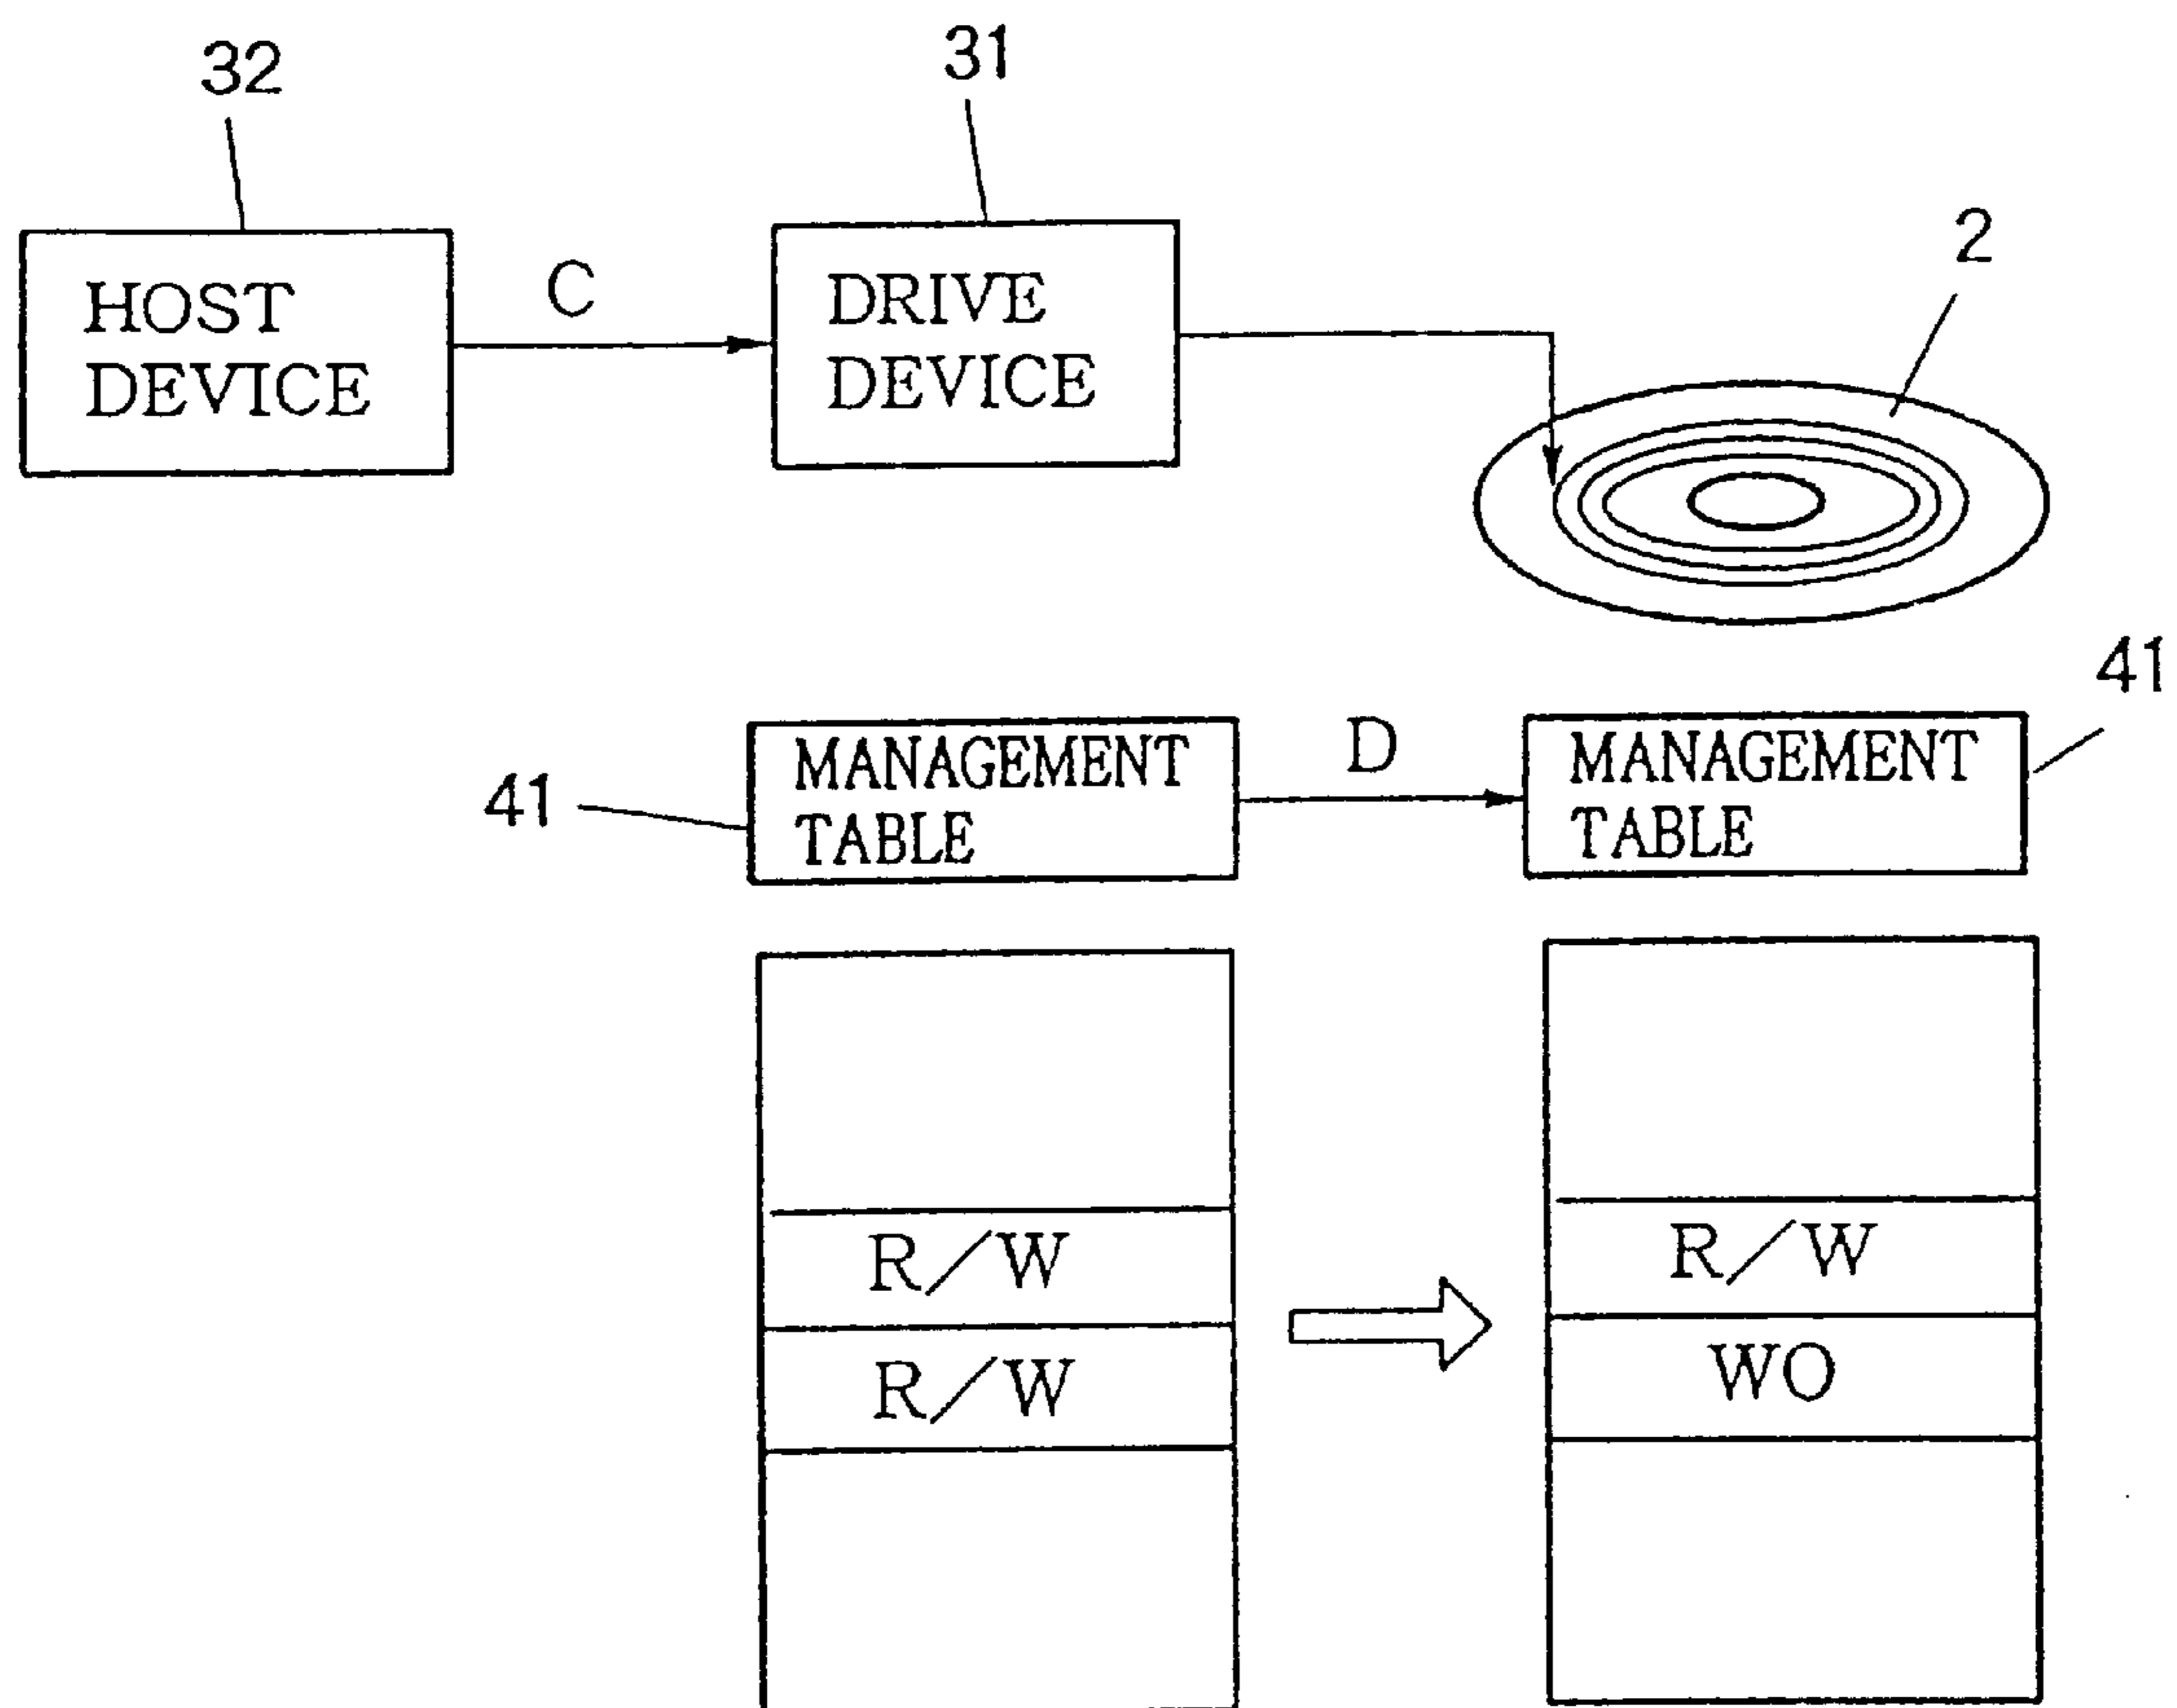 32
31
2
HOST
DEVICE
C
DRIVE
DEVICE
41
MANAGEMENT
TABLE
D
MANAGEMENT
TABLE
41
R/W
R/W
R/W
WO